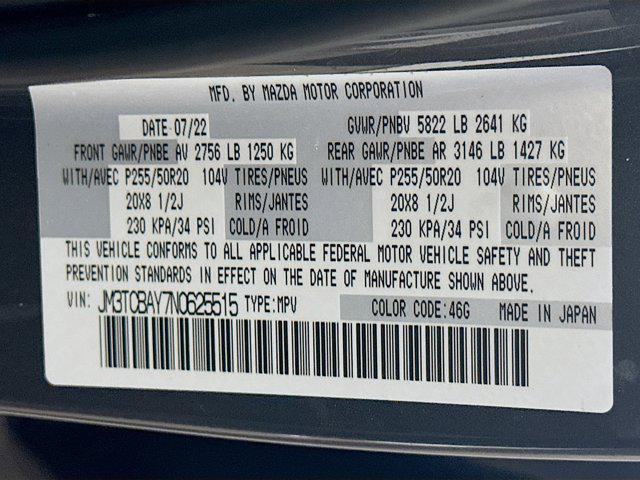 MFD. BY MAZDA MOTOR CORPORATION
DATE 07/22 GVWR/PNBV 5822 LB 2641 KG
FRONT GAWR/PNBE AV 2756 LB 1250 KG REAR GAWR/PNBE AR 3146 LB 1427 KG
WITH/AVEC P255/50R20 104V TIRES/PNEUS WITH/AVEC P255/50R20 104V TIRES/PNEUS
20X8 1/2J RIMS/JANTES 20X8 1/2J RIMS/JANTES
230 KPA/34 PSI COLD/A FROID 230 KPA/34 PSI COLD/A FROID
THIS VEHICLE CONFORMS TO ALL APPLICABLE FEDERAL MOTOR VEHICLE SAFETY AND THEFT
PREVENTION STANDARDS IN EFFECT ON THE DATE OF MANUFACTURE SHOWN ABOVE.
VIN: JM3TCBAY7N0625515 TYPE:MPV COLOR CODE:46G MADE IN JAPAN